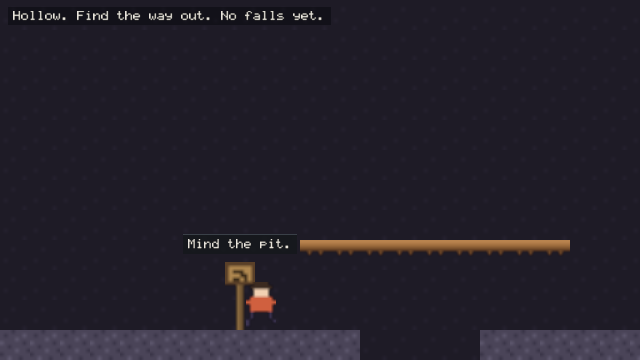 Hollow. Find the way out. No falls yet.
Mind the pit.